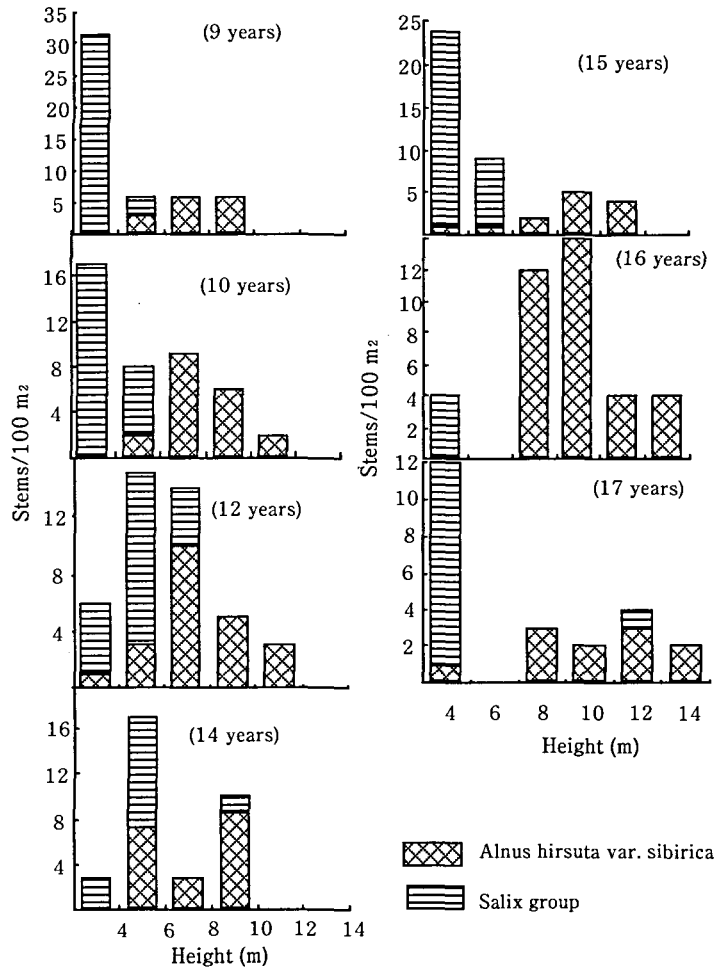 35
30
25
20
15
10
5
(9 years)
16
12
8
4
(10 years)
12
8
4
(12 years)
16
12
8
4
(14 years)
4 6 8 10 12 14
Height (m)
Stems/100 m2
25
20
15
10
5
(15 years)
12
10
8
6
4
2
(16 years)
12
10
8
6
4
2
(17 years)
4 6 8 10 12 14
Height (m)
Stems/100 m2
Alnus hirsuta var. sibirica
Salix group